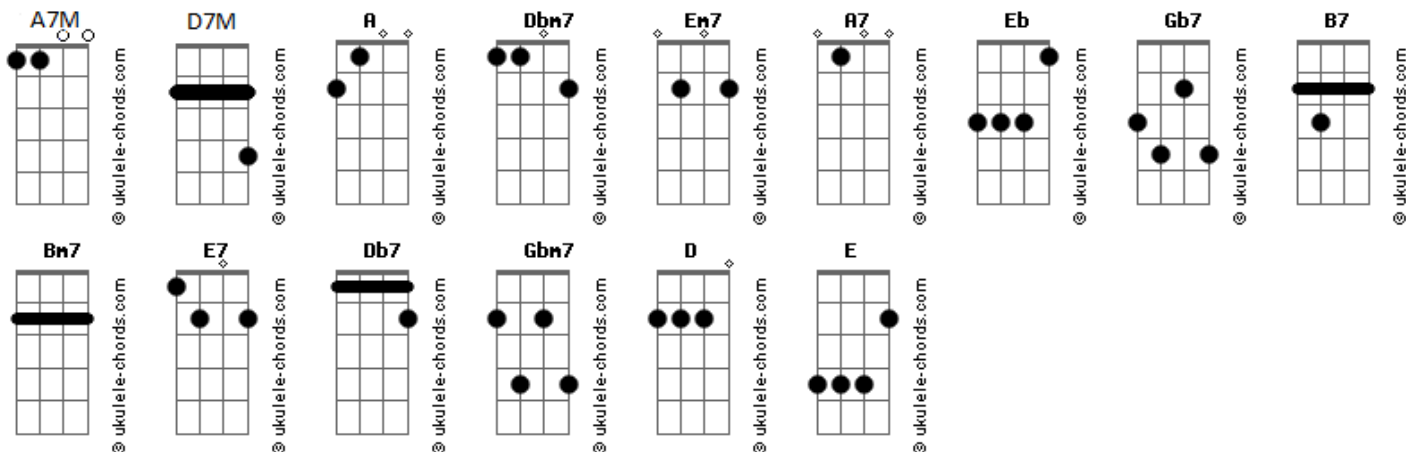 A7M D7M A Dbm7 Em7 A7 Eb Gb7 B7
© ukulele-chords.com © ukulele-chords.com © ukulele-chords.com © ukulele-chords.com © ukulele-chords.com © ukulele-chords.com © ukulele-chords.com © ukulele-chords.com © ukulele-chords.com
Bm7 E7 Db7 Gbm7 D E
© ukulele-chords.com © ukulele-chords.com © ukulele-chords.com © ukulele-chords.com © ukulele-chords.com © ukulele-chords.com